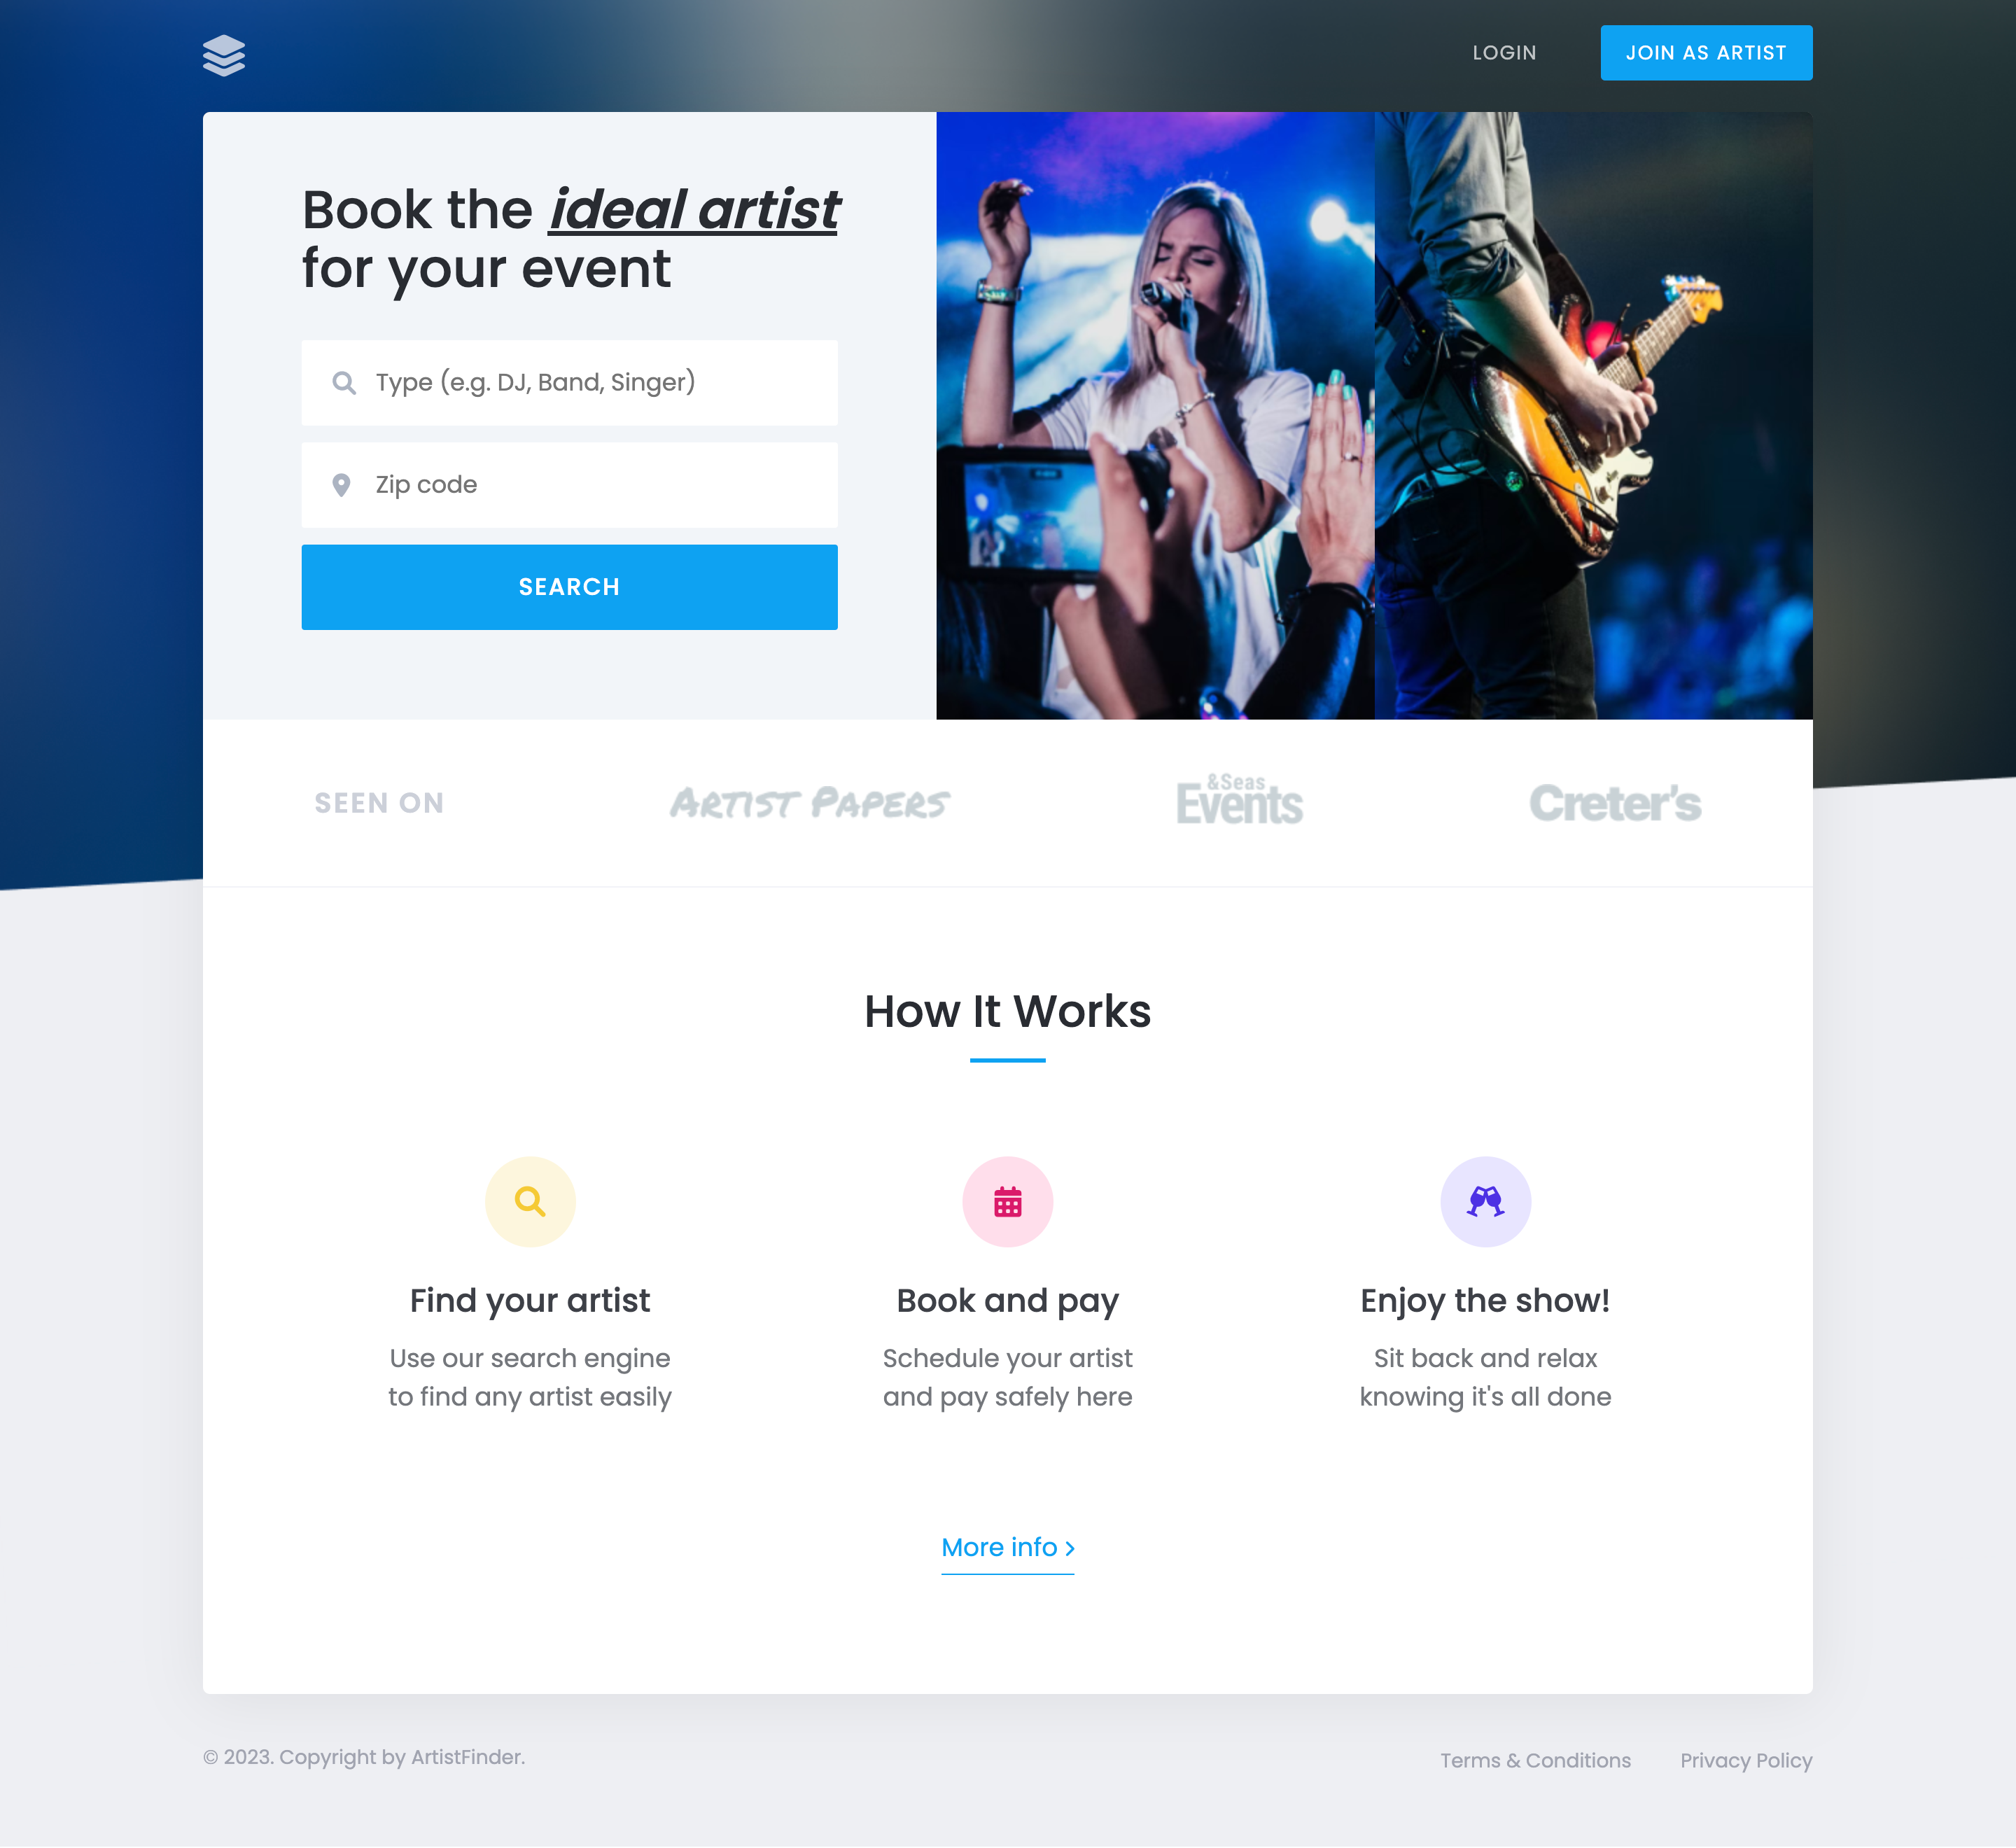 LOGIN
JOIN AS ARTIST
Book the ideal artist
for your event
Type (e.g. DJ, Band, Singer)
Zip code
SEARCH
SEEN ON
Artist Papers
&Seas
Events
Creter's
How It Works
Find your artist
Use our search engine
to find any artist easily
Book and pay
Schedule your artist
and pay safely here
Enjoy the show!
Sit back and relax
knowing it's all done
More info
© 2023. Copyright by ArtistFinder.
Terms & Conditions
Privacy Policy